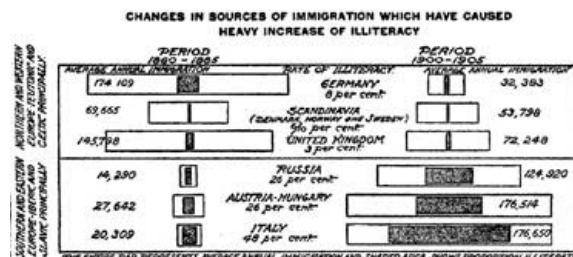 CHANGES IN SOURCES OF IMMIGRATION WHICH HAVE CAUSED
HEAVY INCREASE OF ILLITERACY
PERIOD
1880 - 1885
PERIOD
1900 - 1905
AVERAGE ANNUAL IMMIGRATION
RATE OF ILLITERACY
AVERAGE ANNUAL IMMIGRATION
NORTHERN AND WESTERN
EUROPE TEUTONIC AND
CELTIC PRINCIPALLY
174 109
GERMANY
32,383
8 per cent.
69,665
SCANDINAVIA
53,798
(DENMARK, NORWAY and SWEDEN)
per cent.
145,798
UNITED KINGDOM
72,248
3 per cent.
SOUTHERN AND EASTERN
EUROPE-IBERIC AND
SLAVIC PRINCIPALLY
14,290
RUSSIA
124,920
26 per cent.
27,642
AUSTRIA-HUNGARY
176,514
26 per cent.
20,309
ITALY
176,650
48 per cent.